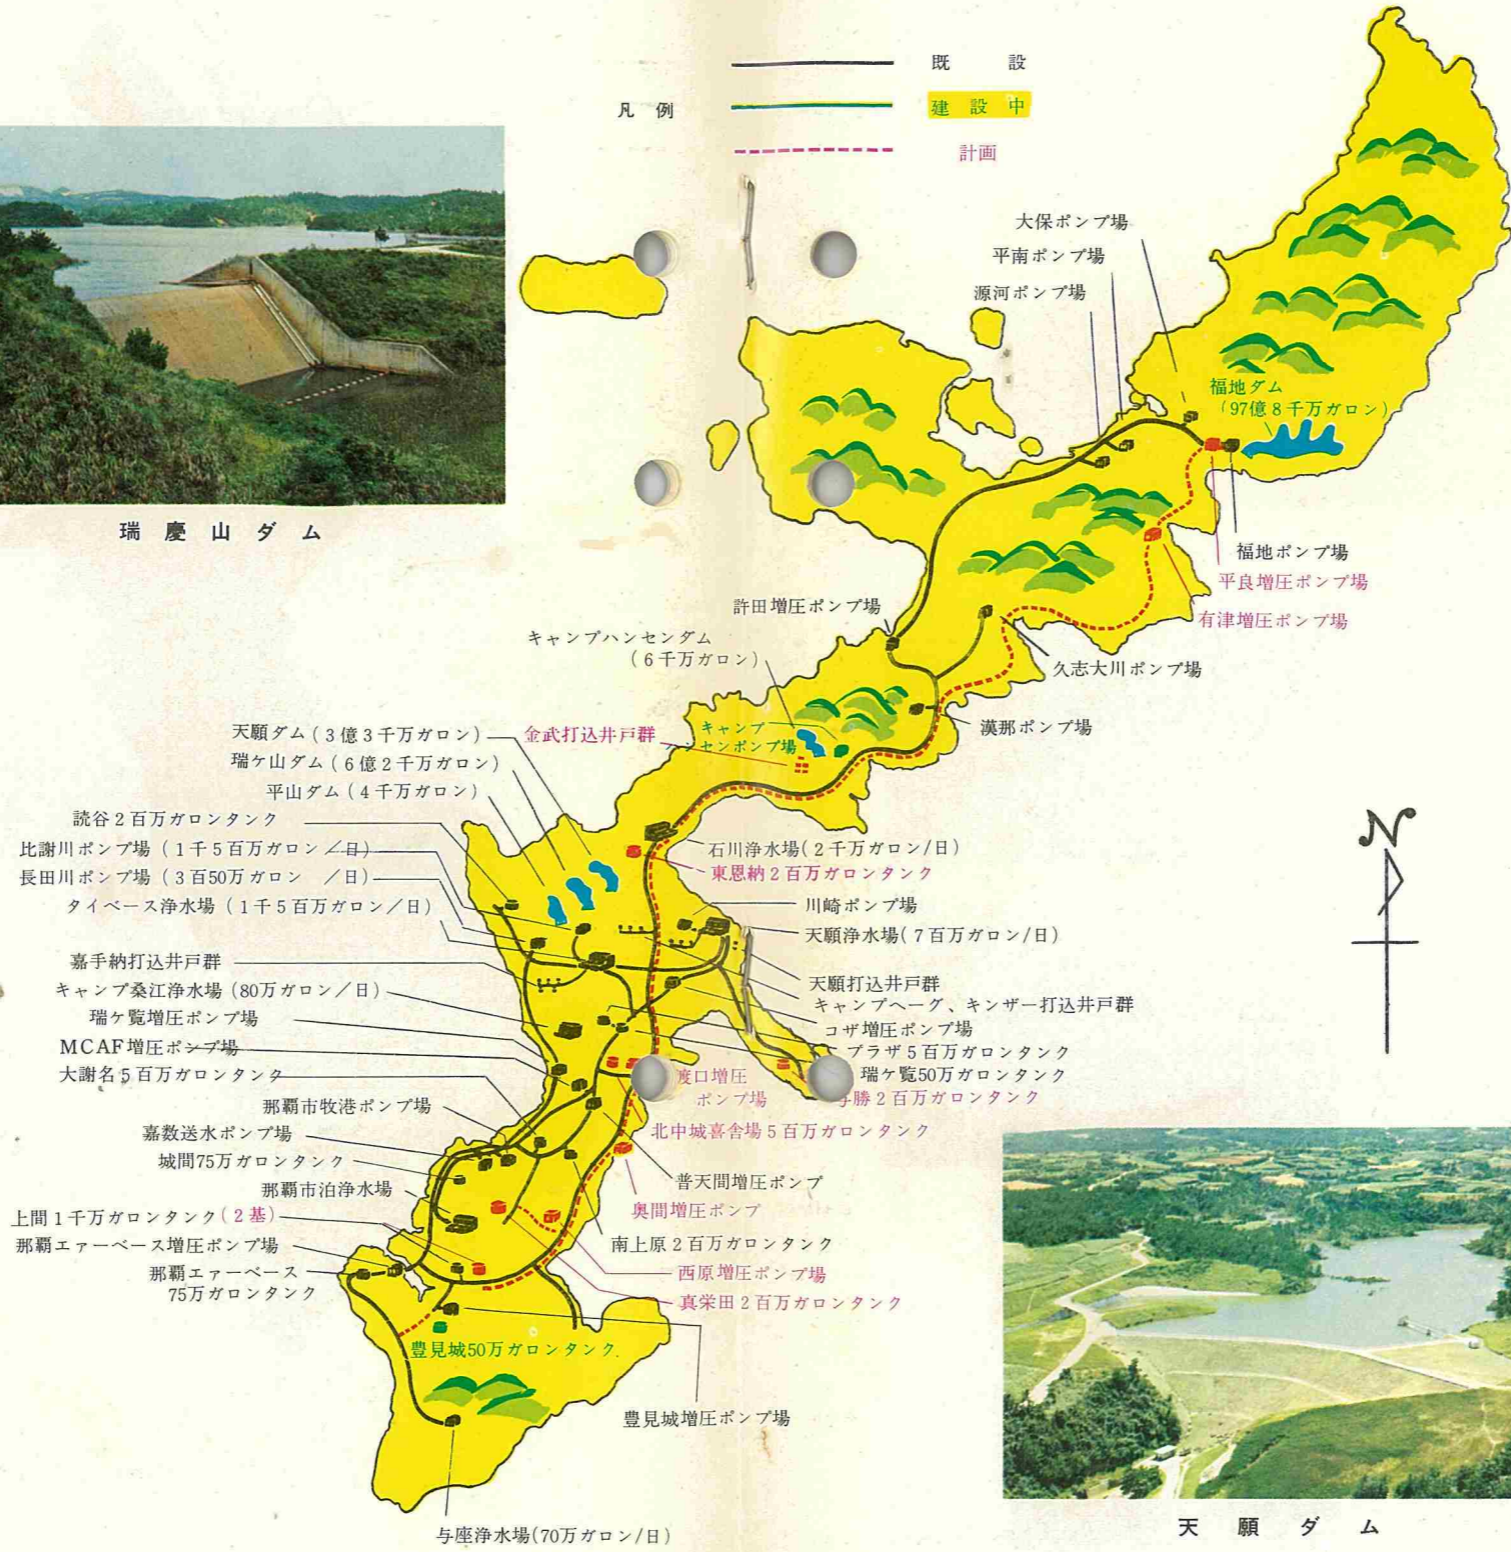 既設
凡例
建設中
計画
瑞慶山ダム
大保ポンプ場
平南ポンプ場
源河ポンプ場
福地ダム
(97億8千万ガロン)
福地ポンプ場
平良増圧ポンプ場
有津増圧ポンプ場
許田増圧ポンプ場
キャンプハンセンダム
(6千万ガロン)
久志大川ポンプ場
漢那ポンプ場
キャンプ
ンセンポンプ場
金武打込井戸群
天願ダム(3億3千万ガロン)
瑞ケ山ダム(6億2千万ガロン)
平山ダム(4千万ガロン)
読谷2百万ガロンタンク
比謝川ポンプ場(1千5百万ガロン/日)
長田川ポンプ場(3百50万ガロン /日)
タイベース浄水場(1千5百万ガロン/日)
嘉手納打込井戸群
キャンプ桑江浄水場(80万ガロン/日)
瑞ケ覧増圧ポンプ場
MCAF増圧ポンプ場
大謝名5百万ガロンタンク
那覇市牧港ポンプ場
嘉数送水ポンプ場
城間75万ガロンタンク
那覇市泊浄水場
上間1千万ガロンタンク(2基)
那覇エァーベース増圧ポンプ場
那覇エァーベース
75万ガロンタンク
石川浄水場(2千万ガロン/日)
東恩納2百万ガロンタンク
川崎ポンプ場
天願浄水場(7百万ガロン/日)
天願打込井戸群
キャンプヘーグ、キンザー打込井戸群
コザ増圧ポンプ場
プラザ5百万ガロンタンク
瑞ケ覧50万ガロンタンク
与勝2百万ガロンタンク
渡口増圧
ポンプ場
北中城喜舎場5百万ガロンタンク
普天間増圧ポンプ
奥間増圧ポンプ
南上原2百万ガロンタンク
西原増圧ポンプ場
真栄田2百万ガロンタンク
豊見城50万ガロンタンク
豊見城増圧ポンプ場
与座浄水場(70万ガロン/日)
N
天願ダム